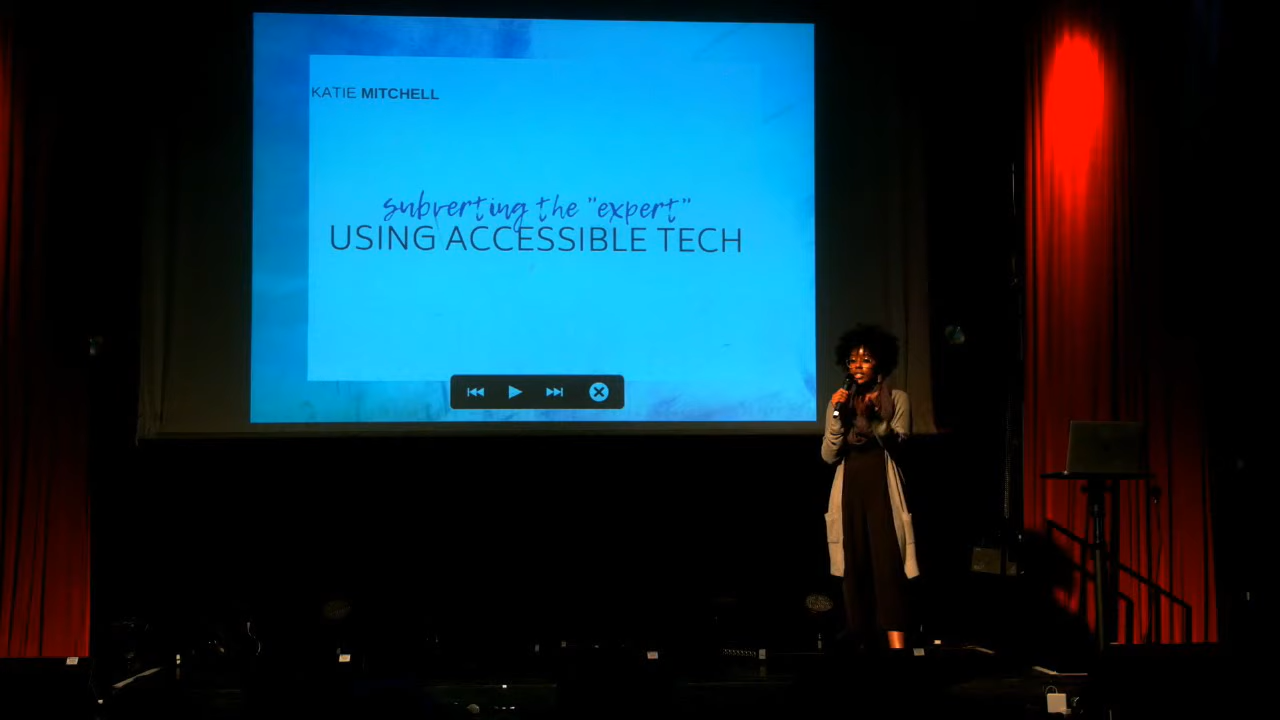 KATIE MITCHELL
subverting the "expert"
USING ACCESSIBLE TECH